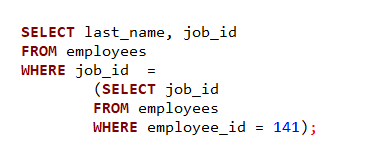 SELECT last_name, job_id
FROM employees
WHERE job_id  =
(SELECT job_id
FROM employees
WHERE employee_id = 141);